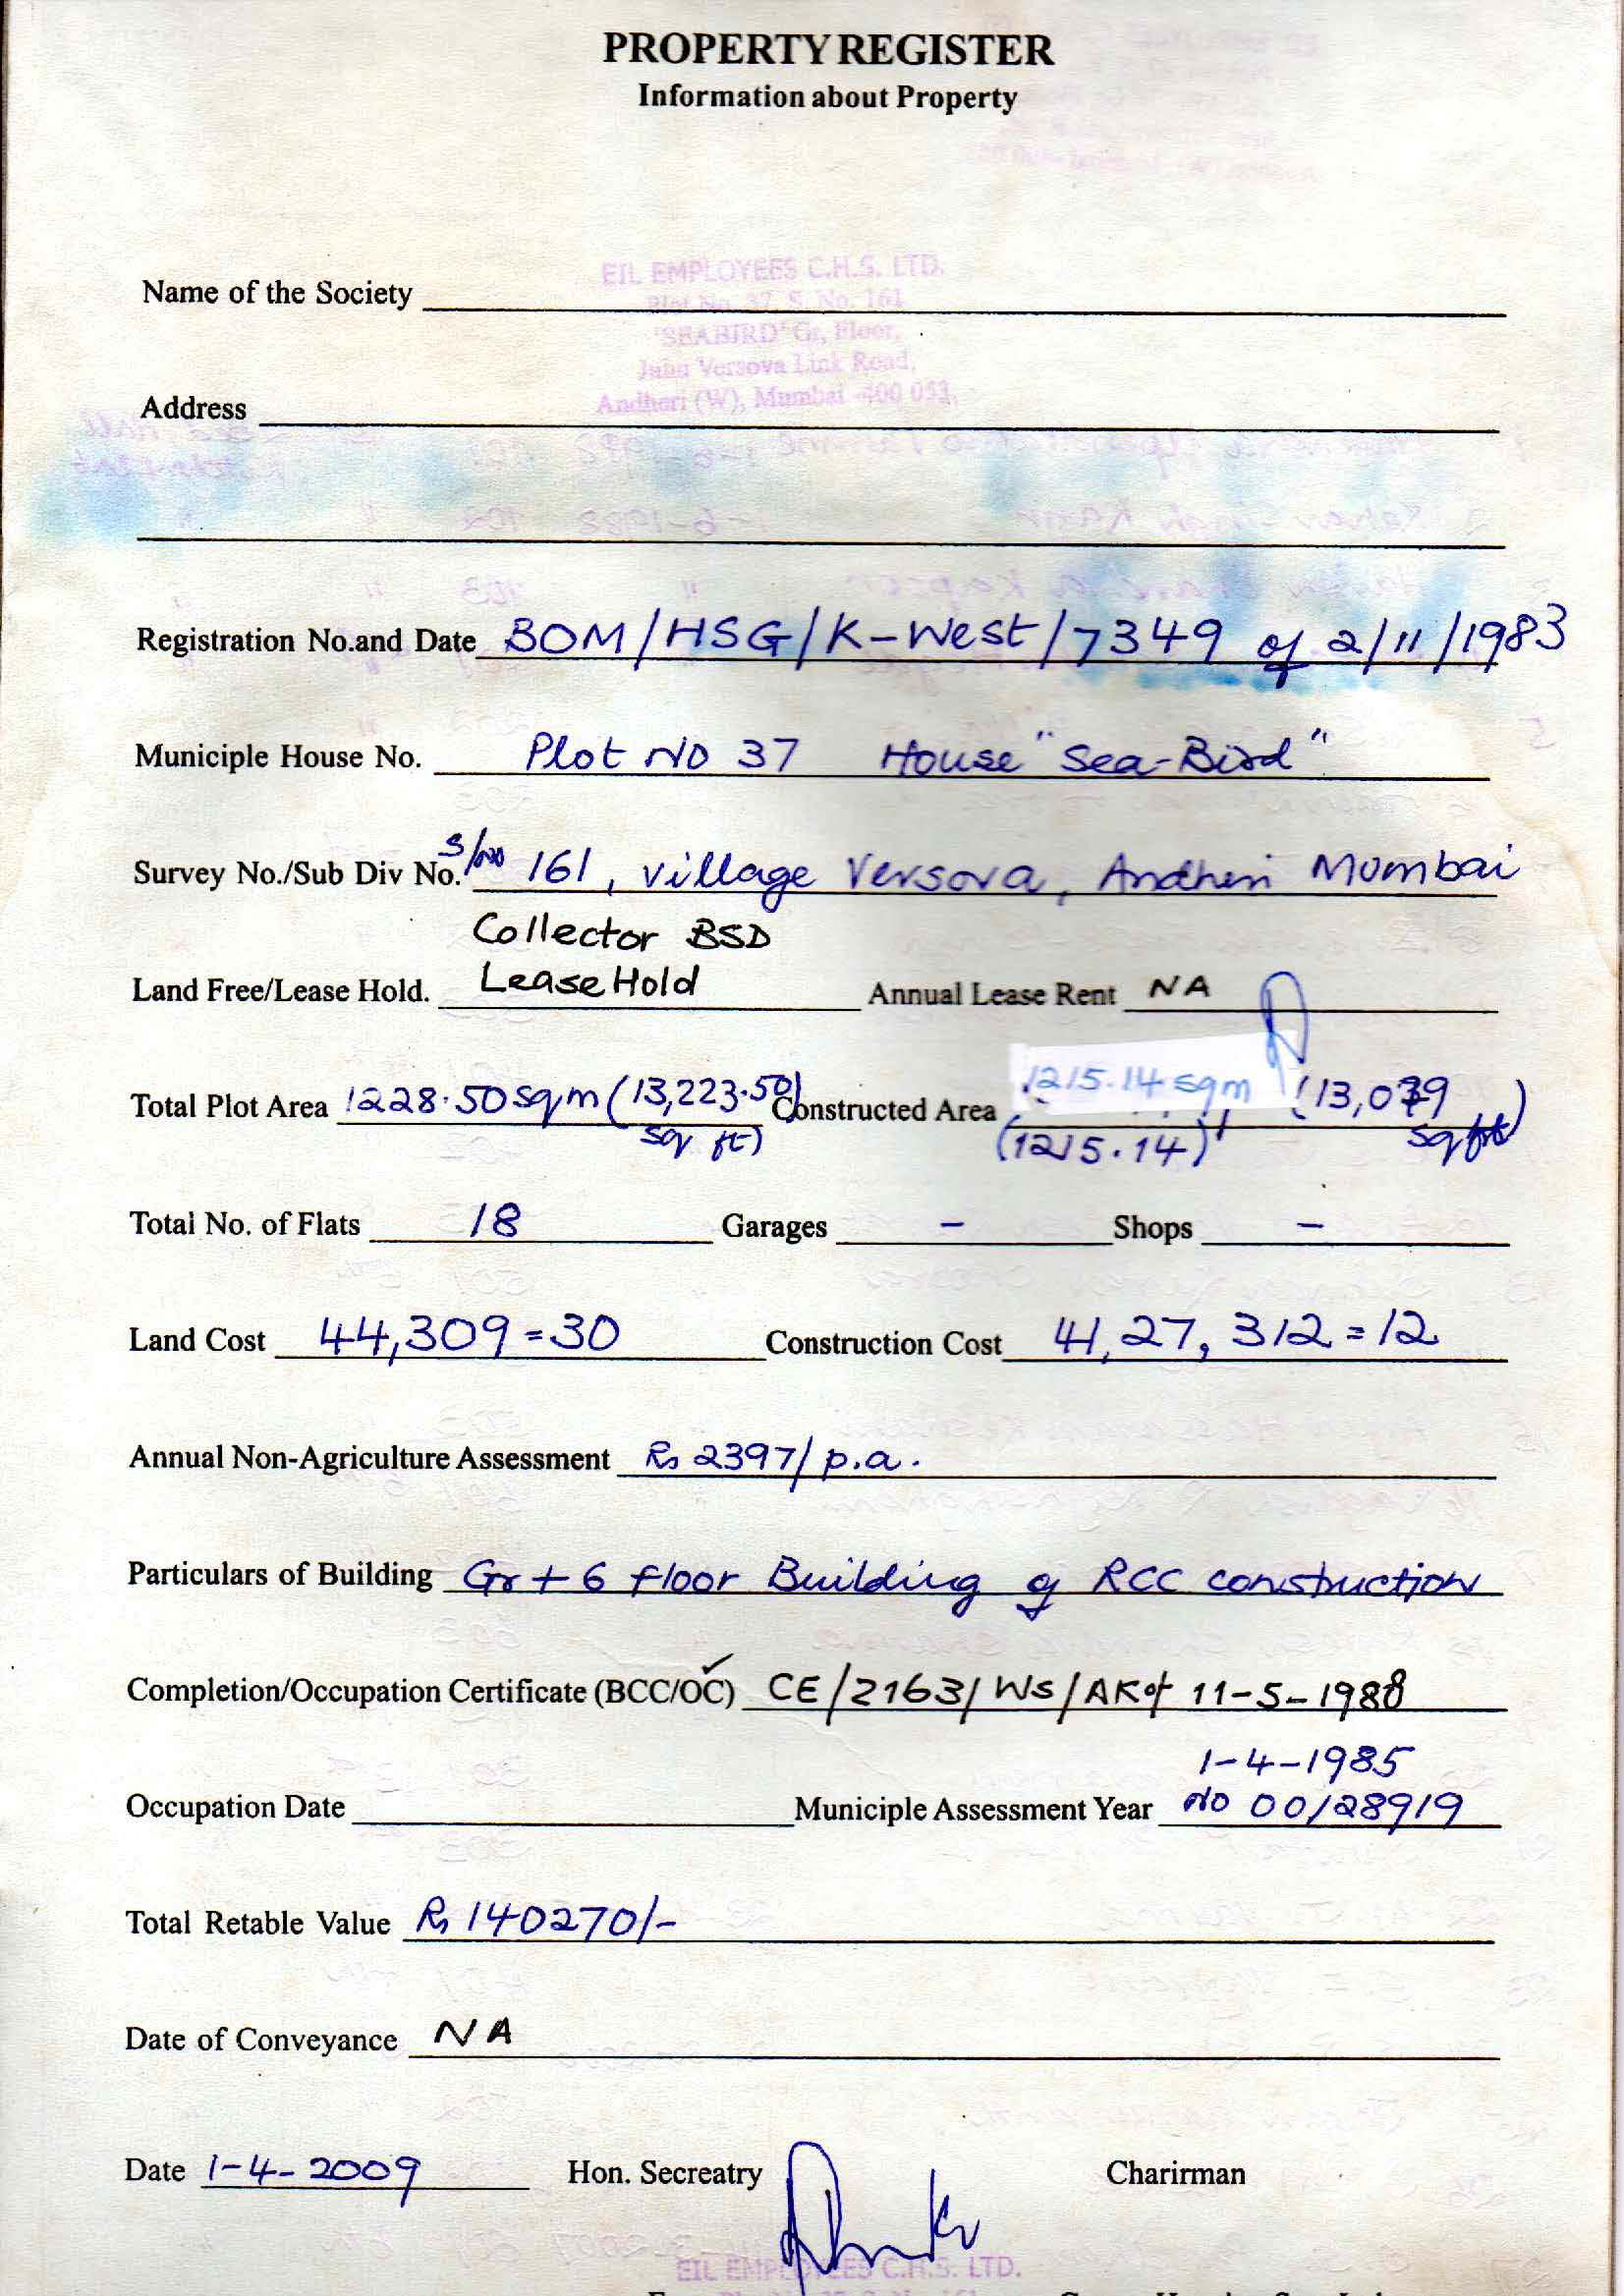 PROPERTY REGISTER
Information about Property
EIL EMPLOYEES C.H.S. LTD.
Name of the Society
Plot No. 37, S. No. 161
'SEABIRD' Gr, Floor,
Juhu Versova Link Road,
Address
Andheri (W), Mumbai -400 053.
Registration No.and Date BOM/HSG/K-West/7349 of 2/11/1983
Municiple House No. Plot No 37 House "Sea-Bird"
Survey No./Sub Div No. S/No 161, Village Versova, Andheri Mumbai
Collector BSD
Land Free/Lease Hold. LeaseHold Annual Lease Rent NA
Total Plot Area 1228.50 sqm (13,223.50 Constructed Area 1215.14 sqm (13,079
sq ft) (1215.14) sq ft)
Total No. of Flats 18 Garages - Shops -
Land Cost 44,309=30 Construction Cost 41,27,312=12
Annual Non-Agriculture Assessment Rs 2397/ p.a.
Particulars of Building Gr + 6 floor Building of RCC construction
Completion/Occupation Certificate (BCC/OC) ✓ CE/2163/WS/AK of 11-5-1988
1-4-1985
Occupation Date Municiple Assessment Year No 00/28919
Total Retable Value Rs 140270/-
Date of Conveyance NA
Date 1-4-2009 Hon. Secreatry Charirman
EIL EMPLOYEES C.H.S. LTD.